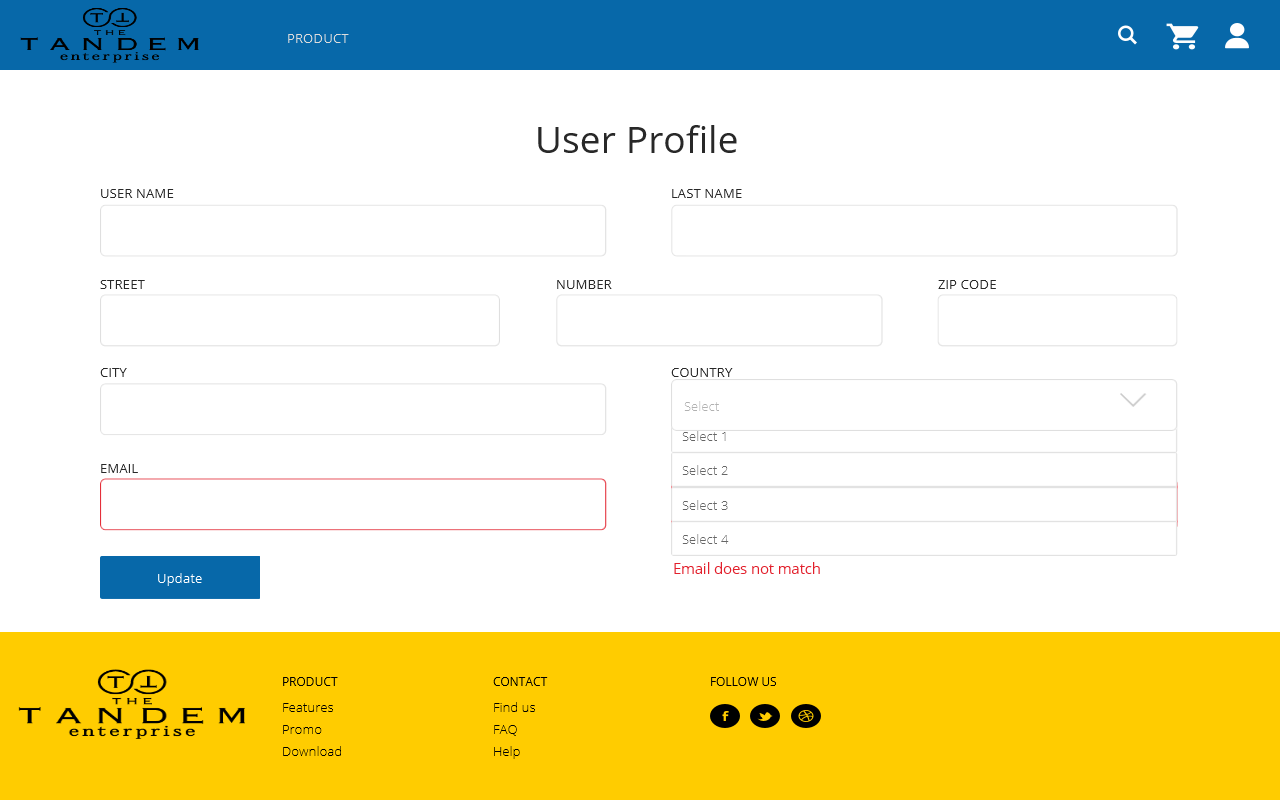 TT
THE
TANDEM
enterprise
PRODUCT
User Profile
USER NAME
LAST NAME
STREET
NUMBER
ZIP CODE
CITY
COUNTRY
Select
Select 1
Select 2
Select 3
Select 4
EMAIL
Email does not match
Update
TT
THE
TANDEM
enterprise
PRODUCT
Features
Promo
Download
CONTACT
Find us
FAQ
Help
FOLLOW US